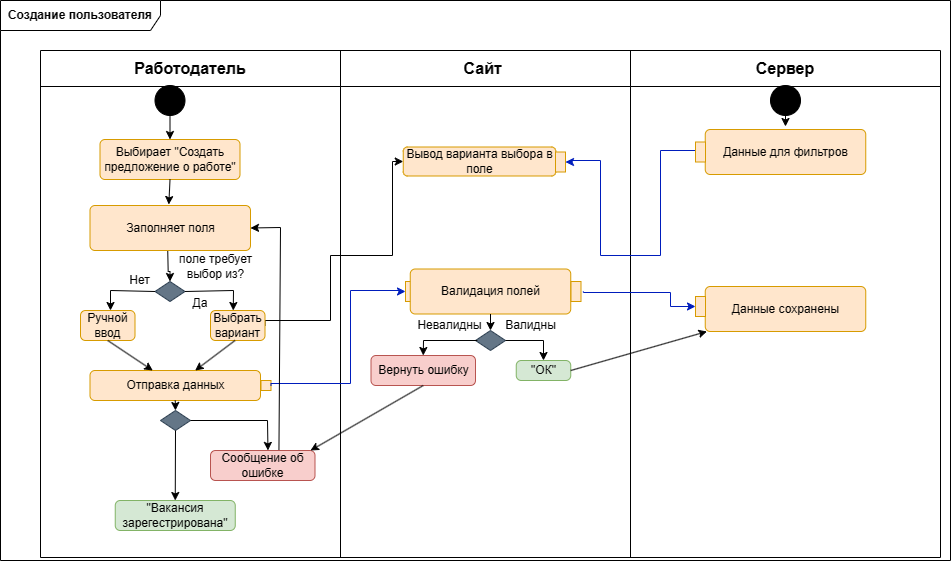 Создание пользователя
Работодатель
Сайт
Сервер
Выбирает "Создать
предложение о работе"
Вывод варианта выбора в
поле
Данные для фильтров
Заполняет поля
поле требует
выбор из?
Нет
Да
Ручной
ввод
Выбрать
вариант
Валидация полей
Данные сохранены
Невалидны
Валидны
Вернуть ошибку
"ОК"
Отправка данных
Сообщение об
ошибке
"Вакансия
зарегестрирована"